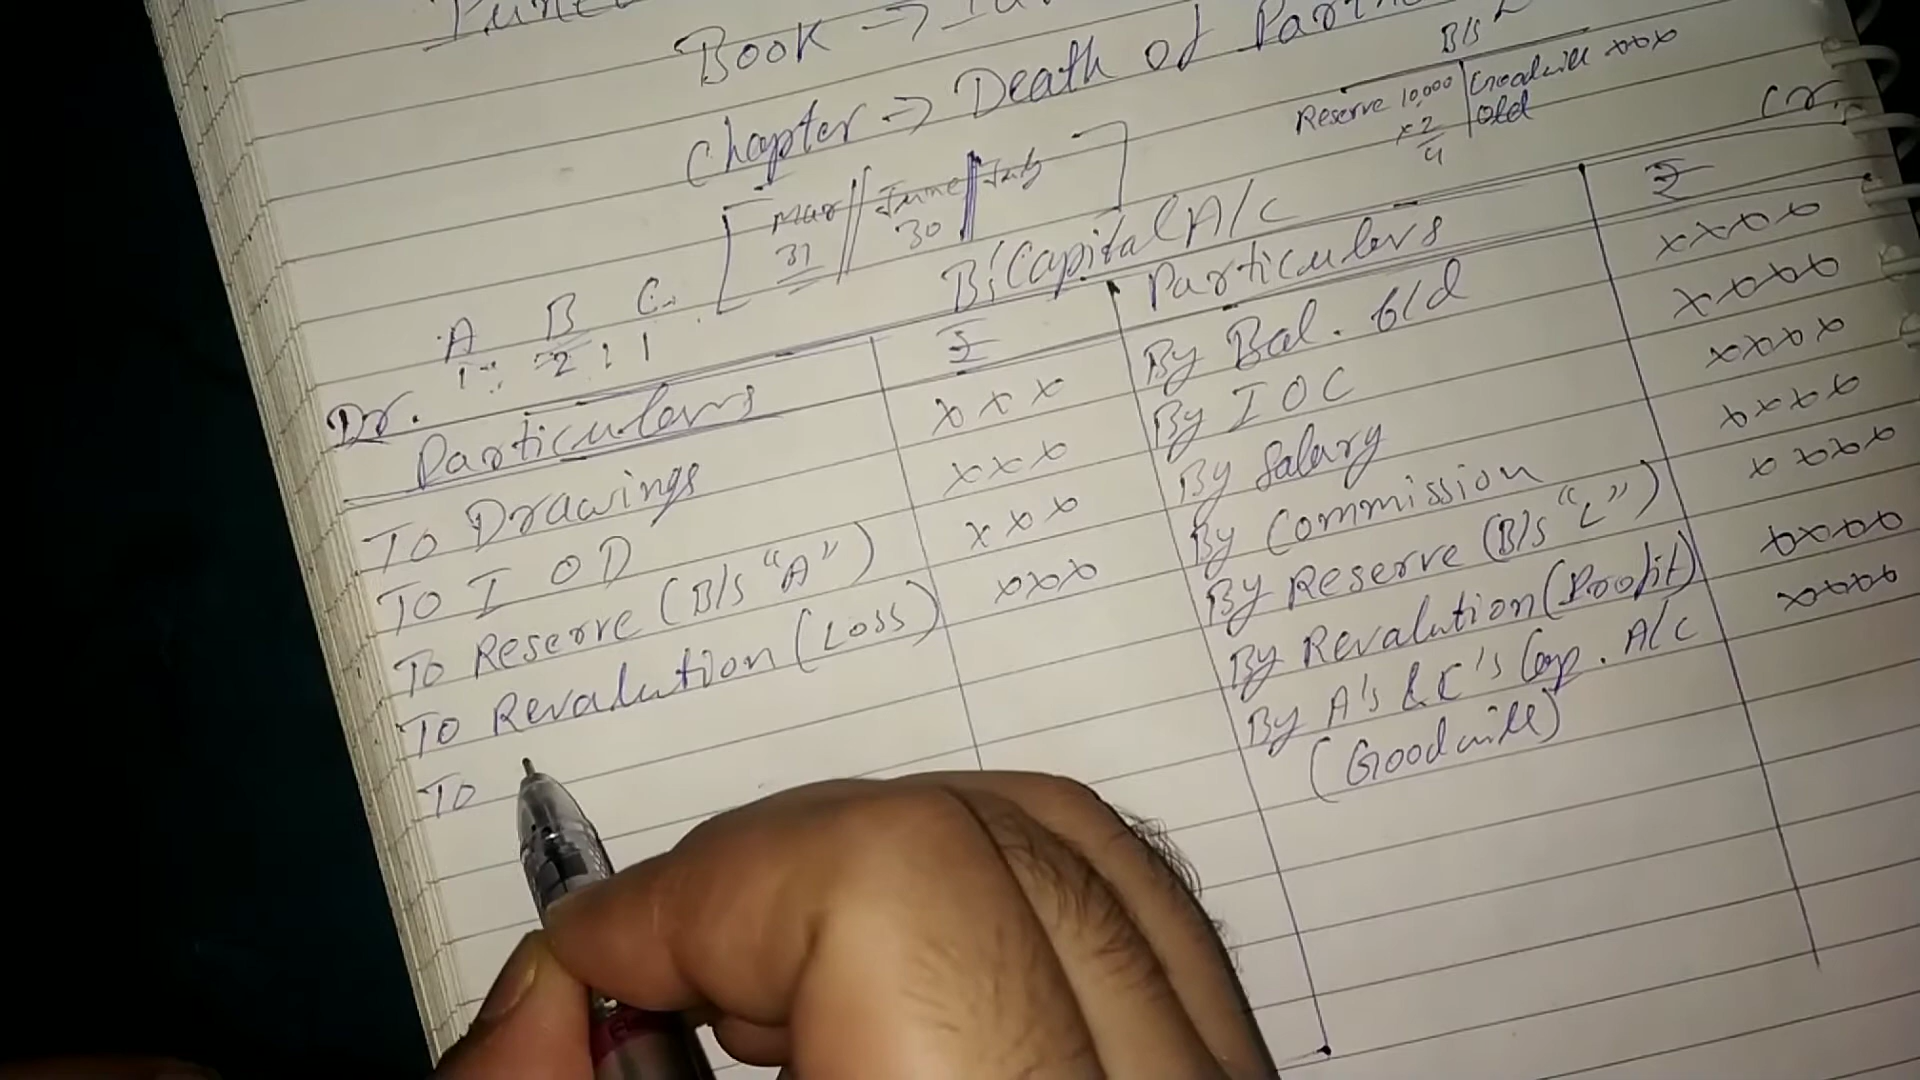 Book →
Chapter → Death of
B/S
Reserve 10,000 Goodwill xxx
×2/4 Old
Mar June July
31 30
A B C.
1 : 2 : 1
B's Capital A/c
Dr. Cr.
Particulars ₹ Particulars ₹
To Drawings xxx By Bal. b/d xxxx
To I OD xxx By IOC xxxx
To Reserve (B/S "A") xxx By Salary xxxx
To Revalution (Loss) xxx By Commission xxxx
To By Reserve (B/S "L") xxxx
By Revalution (Profit) xxxx
By A's & C's Cap. A/c xxxx
(Goodwill)